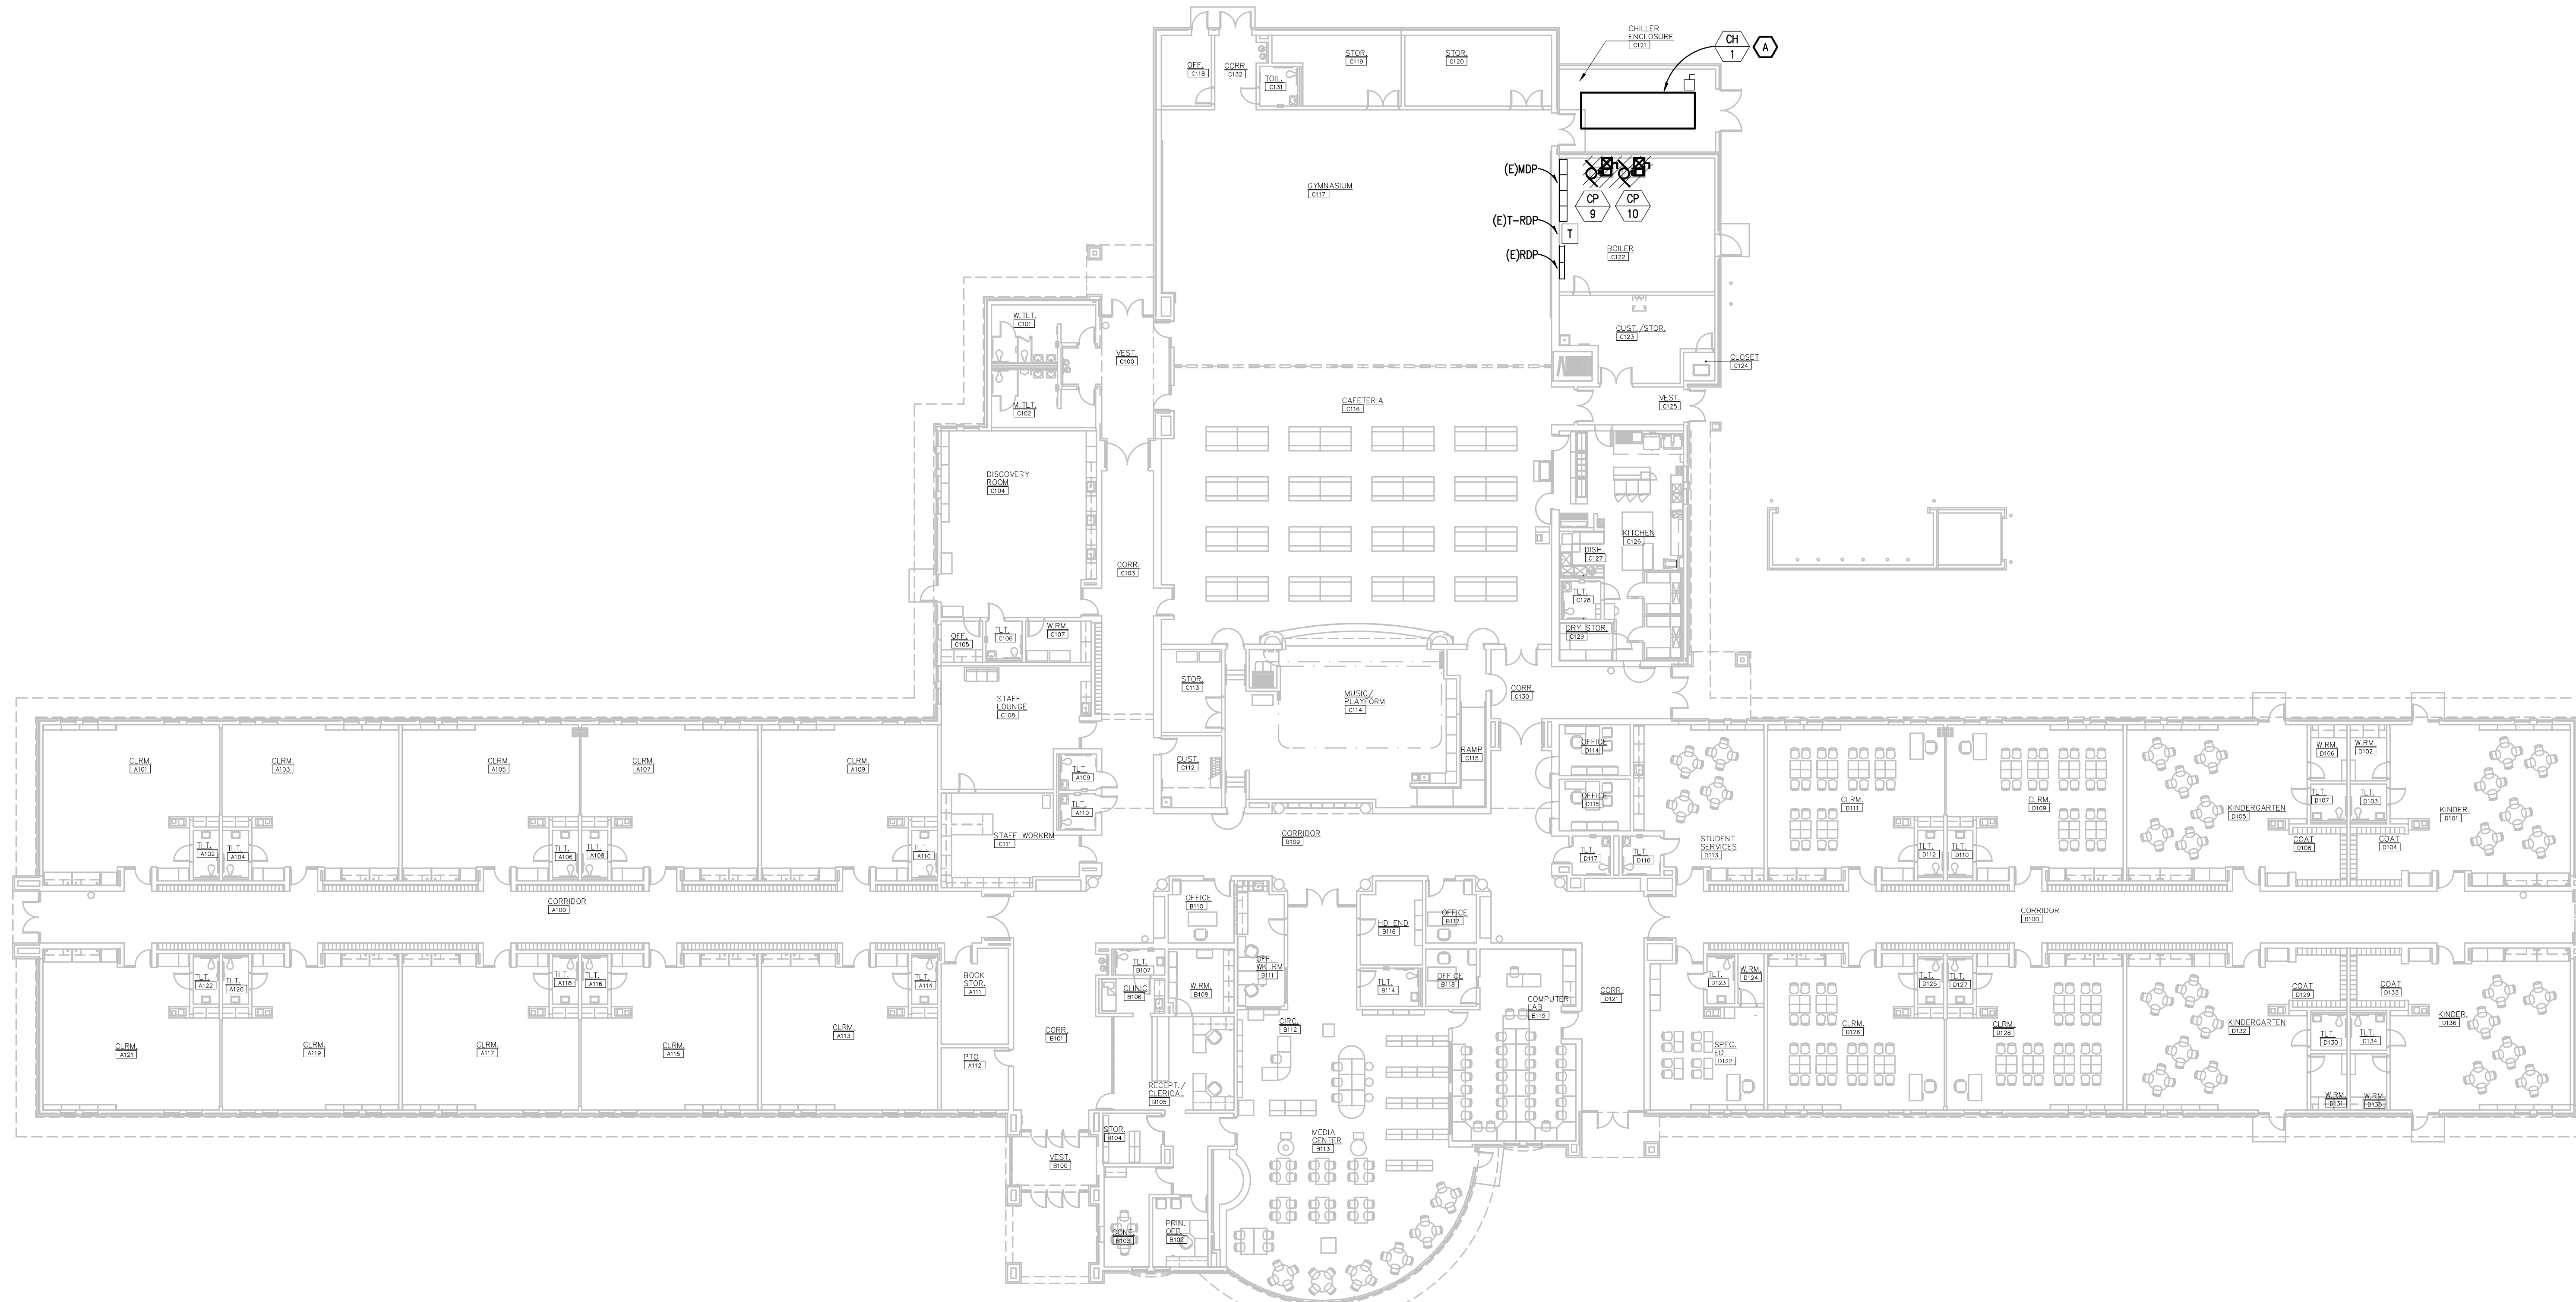 CHILLER
ENCLOSURE
C121
CH
1
A
OFF.
C118
CORR.
C132
TOIL.
C131
STOR.
C119
STOR.
C120
GYMNASIUM
C117
(E)MDP
(E)T-RDP
(E)RDP
T
CP
9
CP
10
BOILER
C122
CUST./STOR.
C123
CLOSET
C124
W.TLT.
C101
M.TLT.
C102
VEST.
C100
CAFETERIA
C116
VEST.
C125
DISCOVERY
ROOM
C104
CORR.
C103
KITCHEN
C126
DISH.
C127
TLT.
C128
DRY STOR.
C129
OFF.
C105
TLT.
C106
W.RM.
C107
STAFF
LOUNGE
C108
STOR.
C113
MUSIC/
PLAYFORM
C114
CORR.
C130
RAMP
C115
CUST.
C112
TLT.
A109
TLT.
A110
STAFF WORKRM
C111
CORRIDOR
B109
CLRM.
A101
CLRM.
A103
CLRM.
A105
CLRM.
A107
CLRM.
A109
TLT.
A102
TLT.
A104
TLT.
A106
TLT.
A108
TLT.
A110
CORRIDOR
A100
TLT.
A122
TLT.
A120
TLT.
A118
TLT.
A116
TLT.
A114
BOOK
STOR.
A111
CLRM.
A121
CLRM.
A119
CLRM.
A117
CLRM.
A115
CLRM.
A113
PTO
A112
CORR.
B101
OFFICE
B110
TLT.
B107
CLINIC
B106
W.RM.
B108
OFF.
WK RM
B111
HD END
B116
OFFICE
B117
TLT.
B114
OFFICE
B118
COMPUTER
LAB
B115
CIRC.
B112
RECEPT./
CLERICAL
B105
STOR.
B104
VEST.
B100
MEDIA
CENTER
B113
CONF.
B103
PRIN.
OFF.
B102
OFFICE
D114
OFFICE
D115
TLT.
D117
TLT.
D116
STUDENT
SERVICES
D113
CLRM.
D111
CLRM.
D109
TLT.
D112
TLT.
D110
KINDERGARTEN
D105
W.RM.
D106
W.RM.
D102
TLT.
D107
TLT.
D103
COAT
D108
COAT
D104
KINDER.
D101
CORRIDOR
D100
CORR.
D121
TLT.
D123
W.RM.
D124
SPEC.
ED.
D122
TLT.
D125
TLT.
D127
CLRM.
D126
CLRM.
D128
KINDERGARTEN
D132
COAT
D129
COAT
D133
TLT.
D130
TLT.
D134
W.RM.
D131
W.RM.
D135
KINDER.
D136